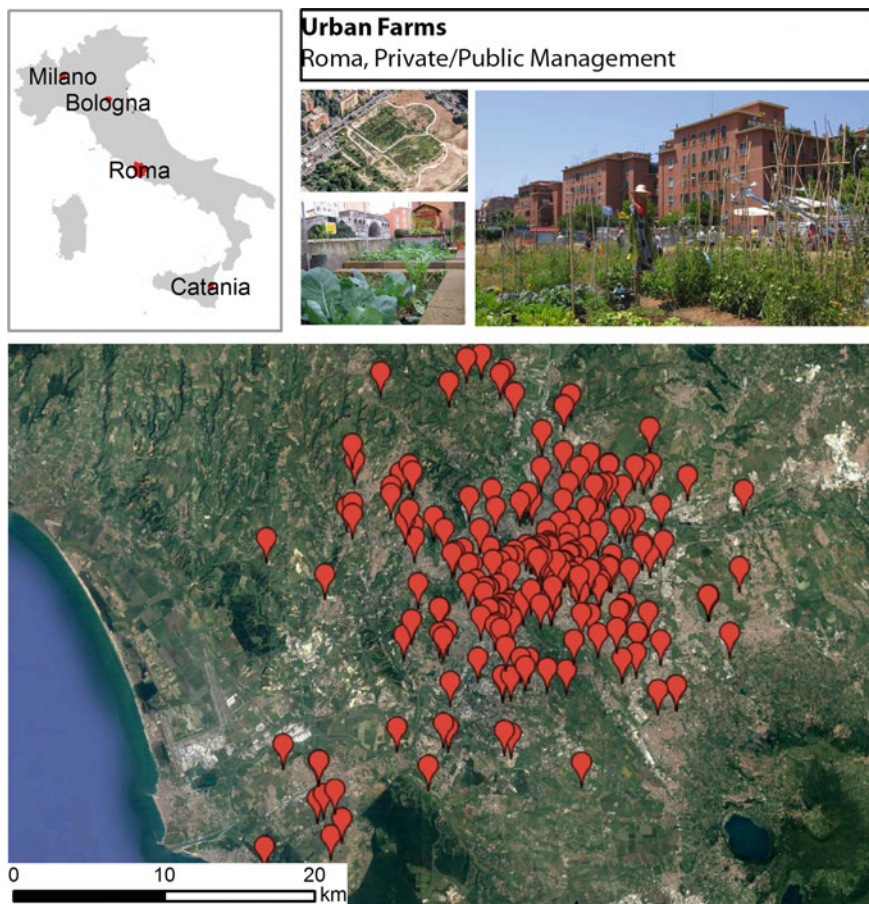 Urban Farms
Roma, Private/Public Management
Milano
Bologna
Roma
Catania
0 10 20
km